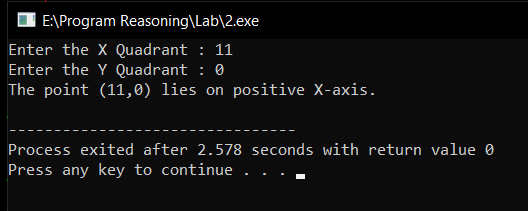 E:\Program Reasoning\Lab\2.exe
Enter the X Quadrant : 11
Enter the Y Quadrant : 0
The point (11,0) lies on positive X-axis.
--------------------------------
Process exited after 2.578 seconds with return value 0
Press any key to continue . . .